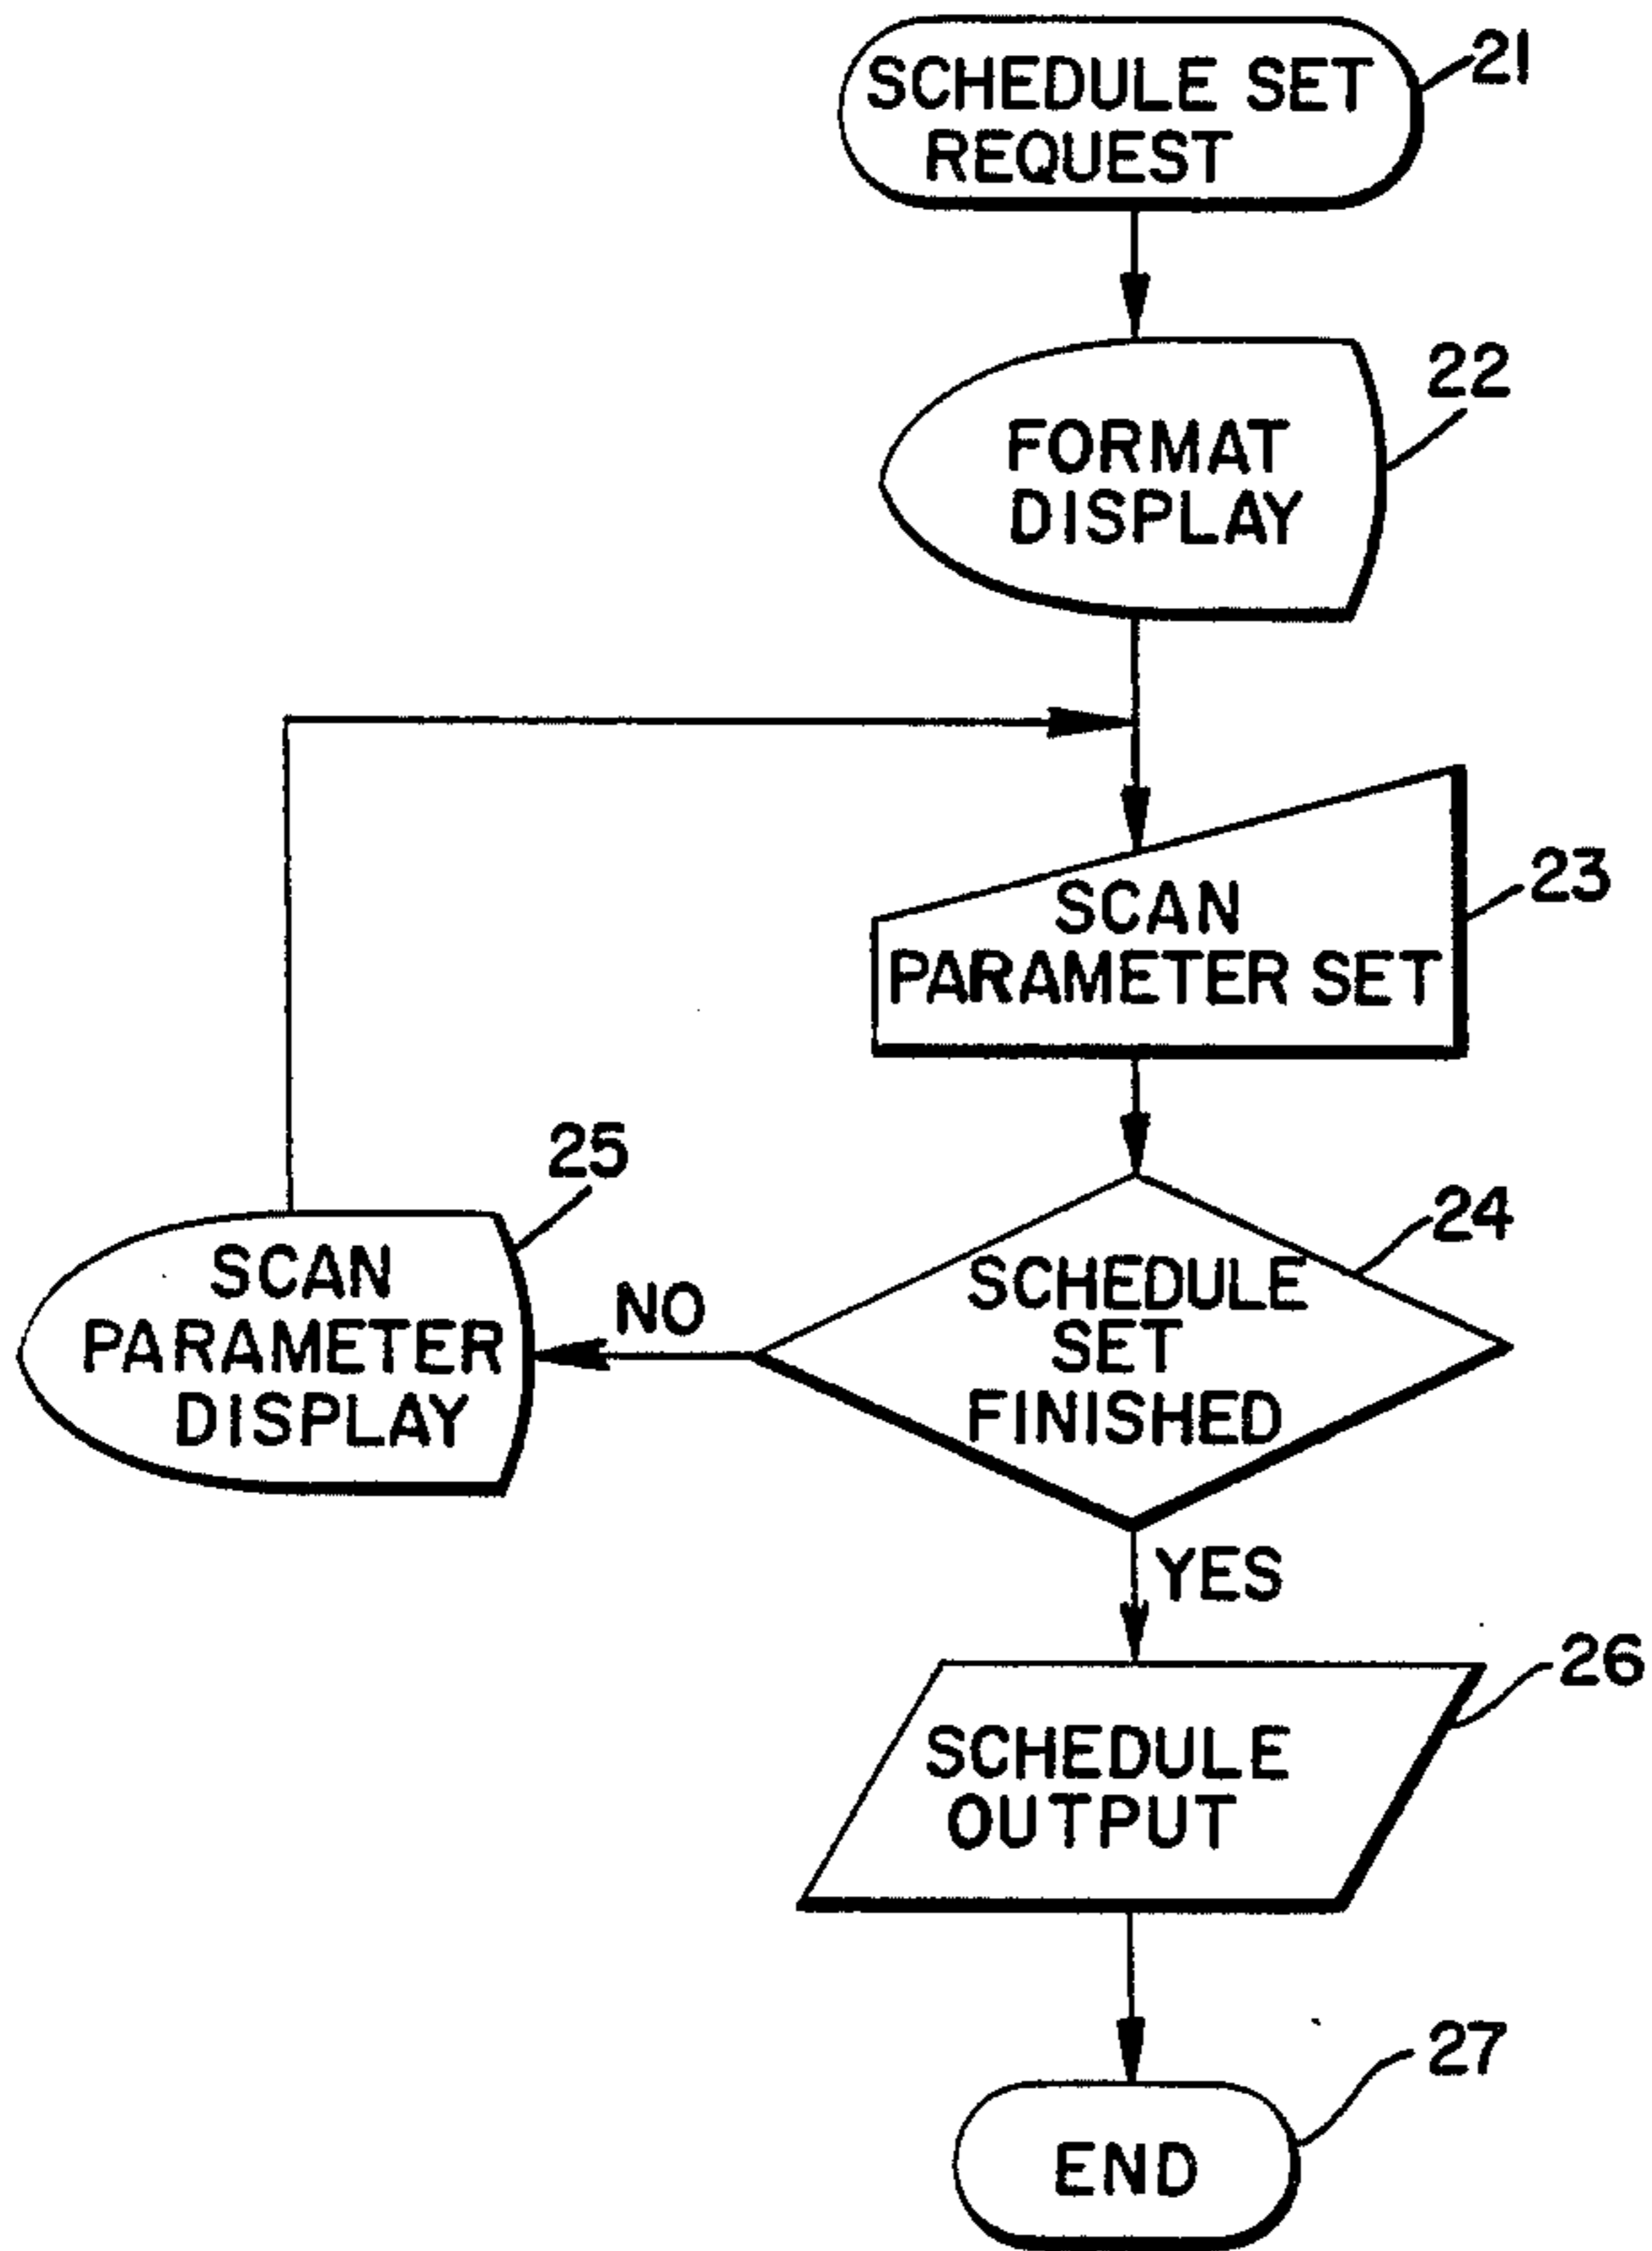 SCHEDULE SET
REQUEST
21
FORMAT
DISPLAY
22
SCAN
PARAMETER SET
23
SCHEDULE
SET
FINISHED
24
NO
SCAN
PARAMETER
DISPLAY
25
YES
SCHEDULE
OUTPUT
26
END
27